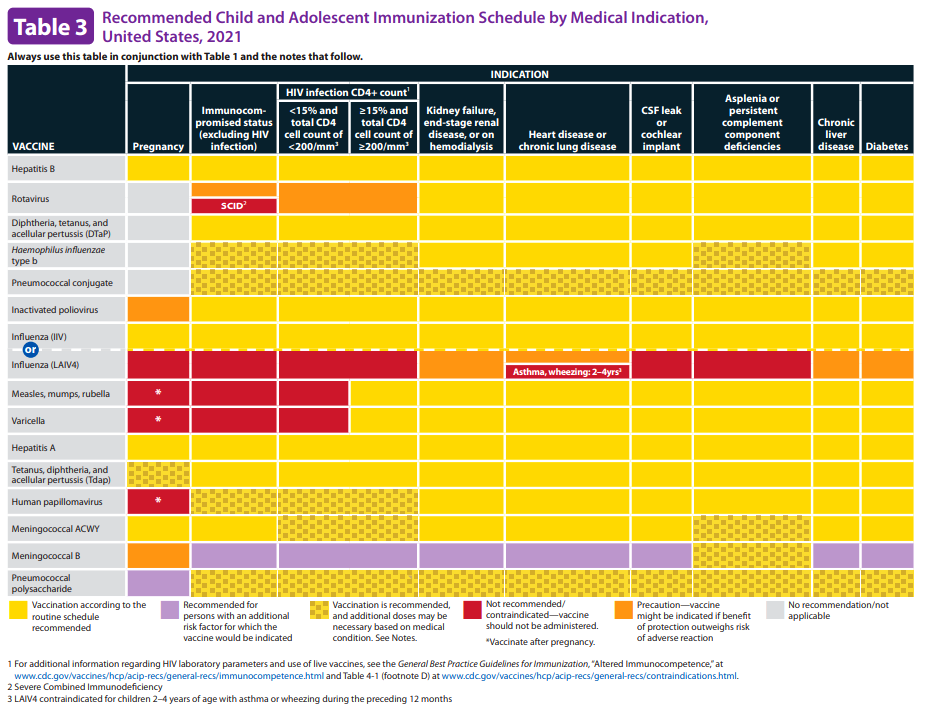 Table 3
Recommended Child and Adolescent Immunization Schedule by Medical Indication,
United States, 2021
Always use this table in conjunction with Table 1 and the notes that follow.
INDICATION
VACCINE
Pregnancy
Immunocom-
promised status
(excluding HIV
infection)
HIV infection CD4+ count1
<15% and
total CD4
cell count of
<200/mm3
≥15% and
total CD4
cell count of
≥200/mm3
Kidney failure,
end-stage renal
disease, or on
hemodialysis
Heart disease or
chronic lung disease
CSF leak
or
cochlear
implant
Asplenia or
persistent
complement
component
deficiencies
Chronic
liver
disease
Diabetes
Hepatitis B
Rotavirus
SCID2
Diphtheria, tetanus, and
acellular pertussis (DTaP)
Haemophilus influenzae
type b
Pneumococcal conjugate
Inactivated poliovirus
Influenza (IIV)
or
Influenza (LAIV4)
Asthma, wheezing: 2–4yrs3
Measles, mumps, rubella
*
Varicella
*
Hepatitis A
Tetanus, diphtheria, and
acellular pertussis (Tdap)
Human papillomavirus
*
Meningococcal ACWY
Meningococcal B
Pneumococcal
polysaccharide
Vaccination according to the
routine schedule
recommended
Recommended for
persons with an additional
risk factor for which the
vaccine would be indicated
Vaccination is recommended,
and additional doses may be
necessary based on medical
condition. See Notes.
Not recommended/
contraindicated—vaccine
should not be administered.
*Vaccinate after pregnancy.
Precaution—vaccine
might be indicated if benefit
of protection outweighs risk
of adverse reaction
No recommendation/not
applicable
1 For additional information regarding HIV laboratory parameters and use of live vaccines, see the General Best Practice Guidelines for Immunization, "Altered Immunocompetence," at
www.cdc.gov/vaccines/hcp/acip-recs/general-recs/immunocompetence.html and Table 4-1 (footnote D) at www.cdc.gov/vaccines/hcp/acip-recs/general-recs/contraindications.html.
2 Severe Combined Immunodeficiency
3 LAIV4 contraindicated for children 2–4 years of age with asthma or wheezing during the preceding 12 months